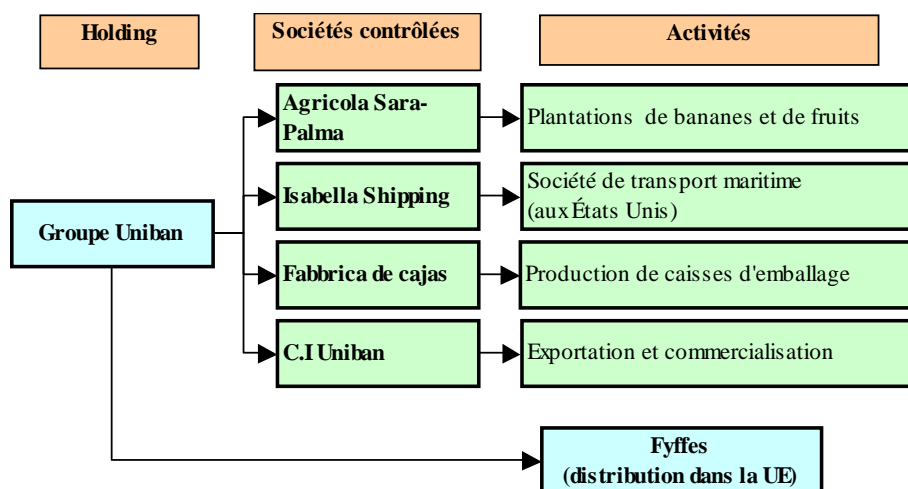 Holding
Sociétés contrôlées
Activités
Agricola Sara-
Palma
Plantations de bananes et de fruits
Isabella Shipping
Société de transport maritime
(aux États Unis)
Groupe Uniban
Fabbrica de cajas
Production de caisses d'emballage
C.I Uniban
Exportation et commercialisation
Fyffes
(distribution dans la UE)